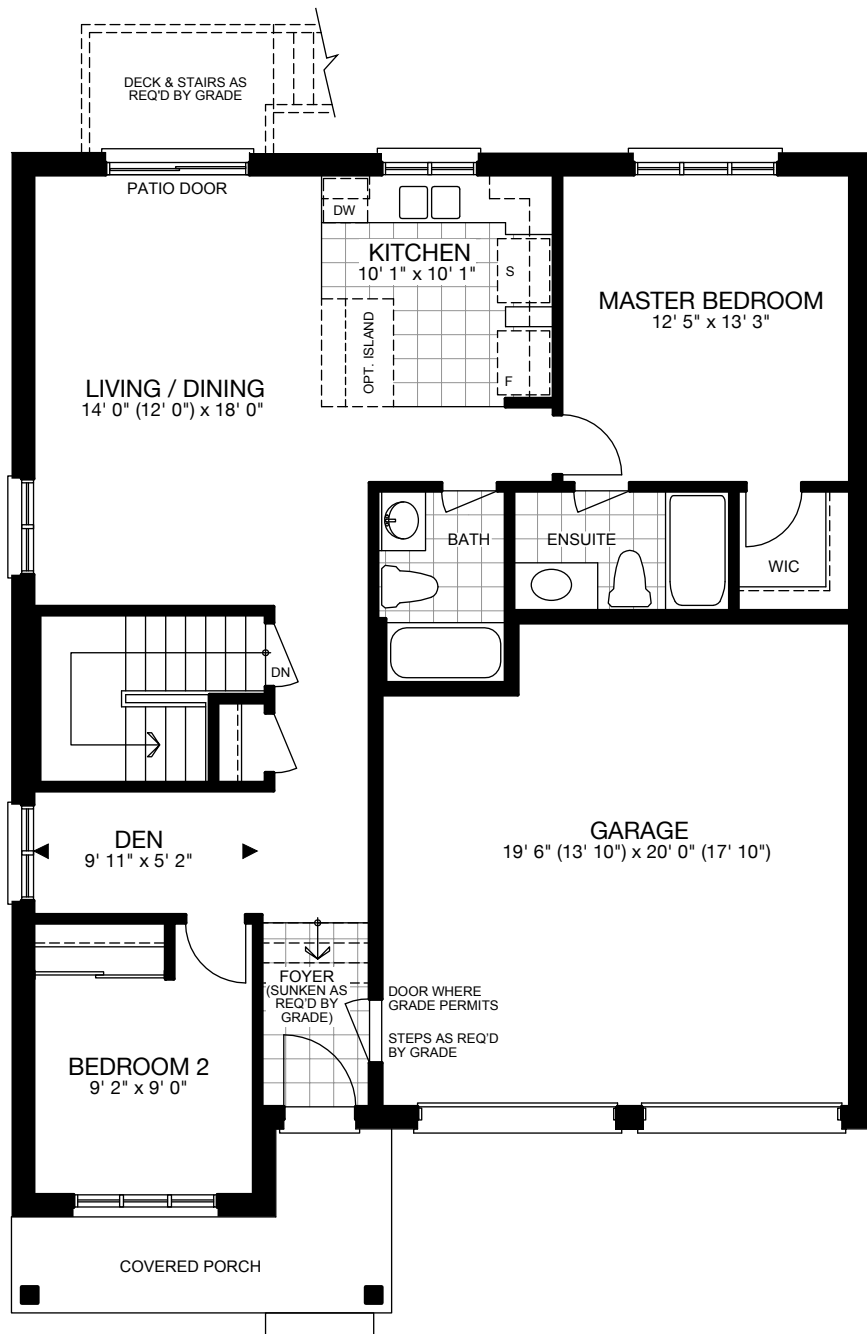 DECK & STAIRS AS
REQ'D BY GRADE
PATIO DOOR
DW
KITCHEN
10' 1" x 10' 1"
S
OPT. ISLAND
F
MASTER BEDROOM
12' 5" x 13' 3"
LIVING / DINING
14' 0" (12' 0") x 18' 0"
BATH
ENSUITE
WIC
DN
DEN
9' 11" x 5' 2"
GARAGE
19' 6" (13' 10") x 20' 0" (17' 10")
FOYER
(SUNKEN AS
REQ'D BY
GRADE)
DOOR WHERE
GRADE PERMITS
STEPS AS REQ'D
BY GRADE
BEDROOM 2
9' 2" x 9' 0"
COVERED PORCH